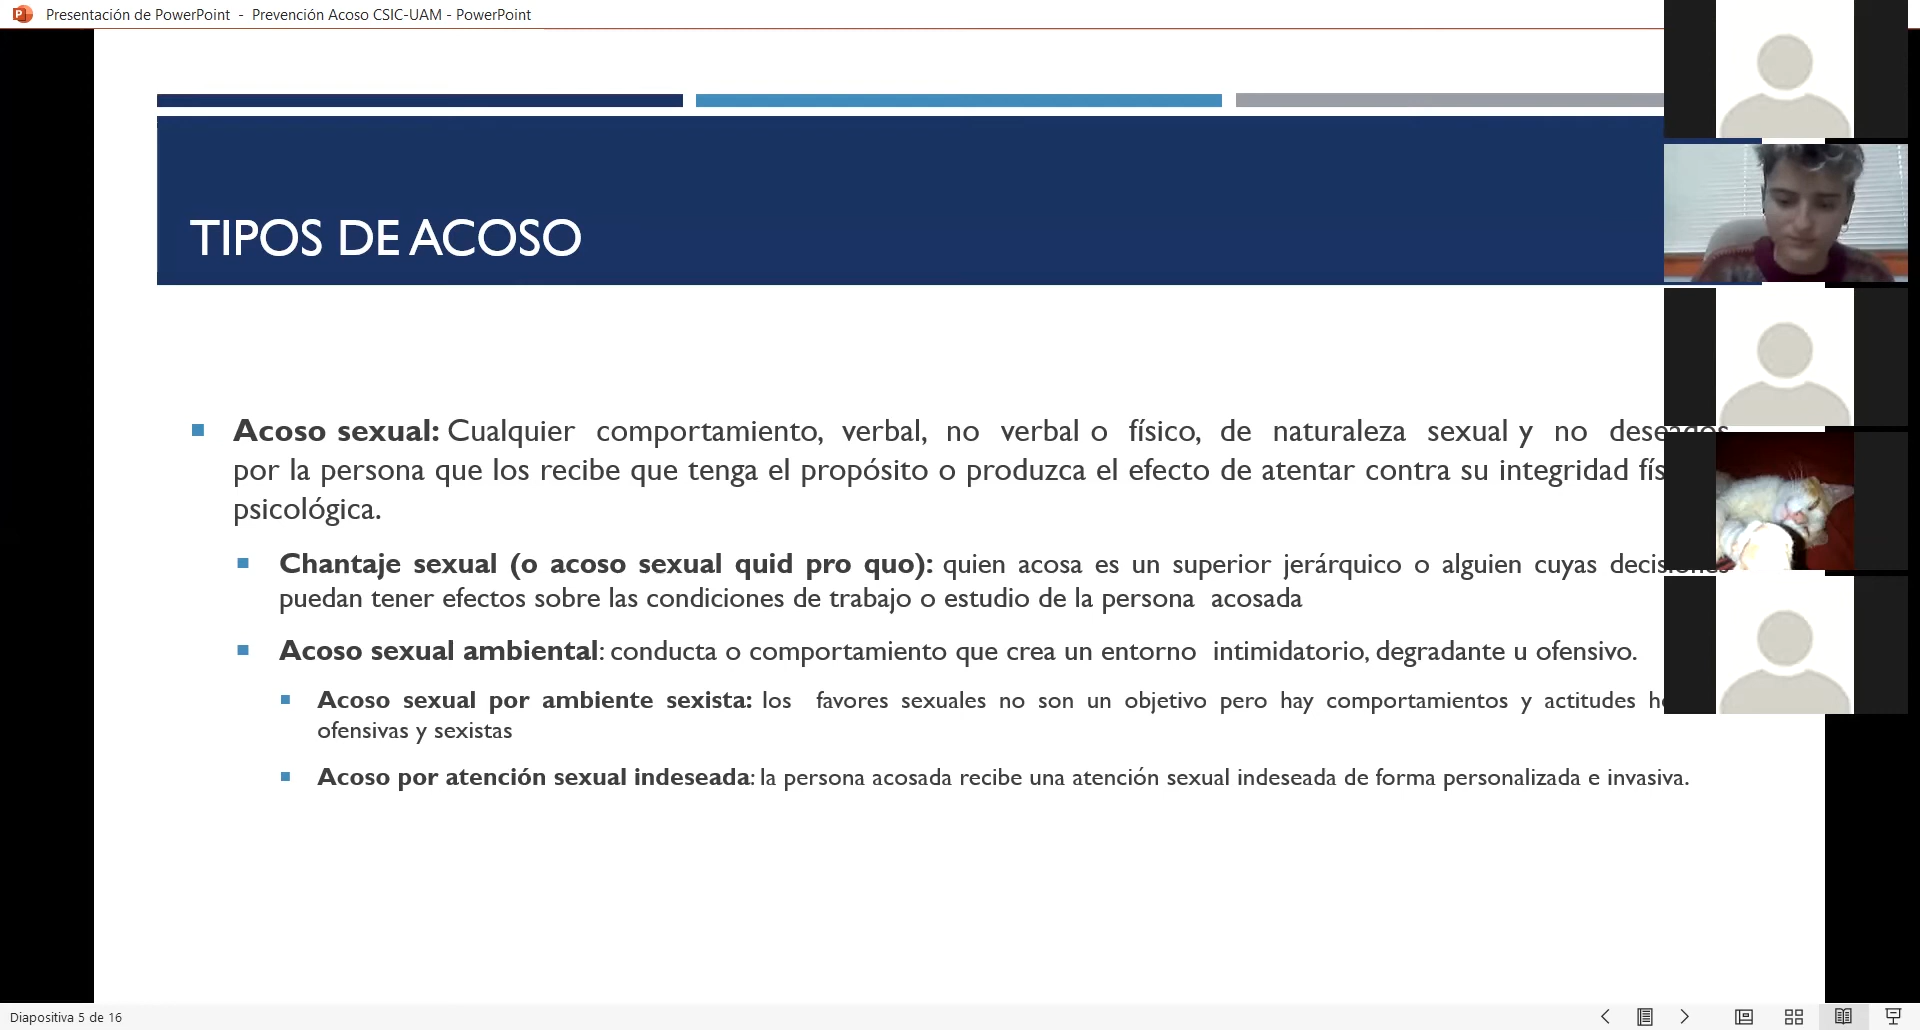 Presentación de PowerPoint - Prevención Acoso CSIC-UAM - PowerPoint
TIPOS DE ACOSO
Acoso sexual: Cualquier comportamiento, verbal, no verbal o físico, de naturaleza sexual y no deseados
por la persona que los recibe que tenga el propósito o produzca el efecto de atentar contra su integridad
psicológica.
Chantaje sexual (o acoso sexual quid pro quo): quien acosa es un superior jerárquico o alguien cuyas decisiones
puedan tener efectos sobre las condiciones de trabajo o estudio de la persona acosada
Acoso sexual ambiental: conducta o comportamiento que crea un entorno intimidatorio, degradante u ofensivo.
Acoso sexual por ambiente sexista: los favores sexuales no son un objetivo pero hay comportamientos y actitudes
ofensivas y sexistas
Acoso por atención sexual indeseada: la persona acosada recibe una atención sexual indeseada de forma personalizada e invasiva.
Diapositiva 5 de 16